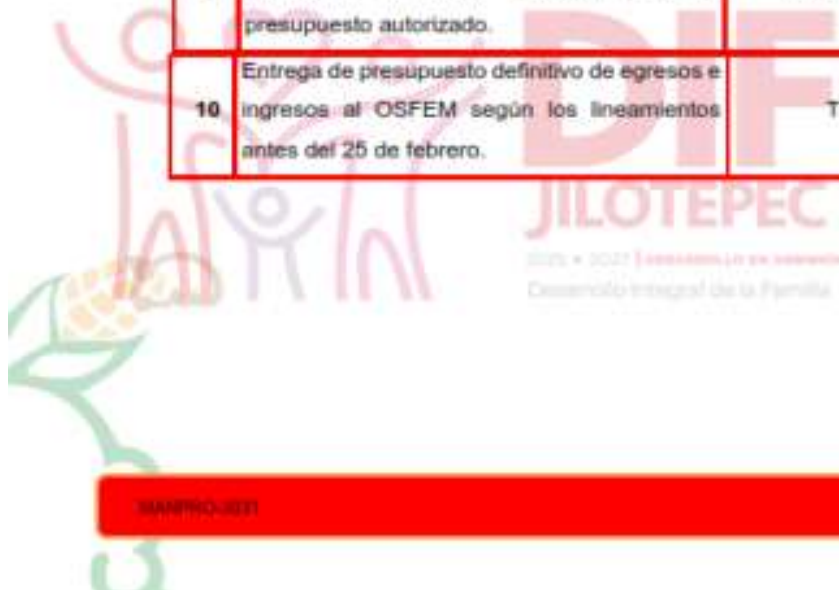 presupuesto autorizado.
Entrega de presupuesto definitivo de egresos e
10 ingresos al OSFEM según los lineamientos T
antes del 25 de febrero.
DIF
JILOTEPEC
Desarrollo Integral de la Familia